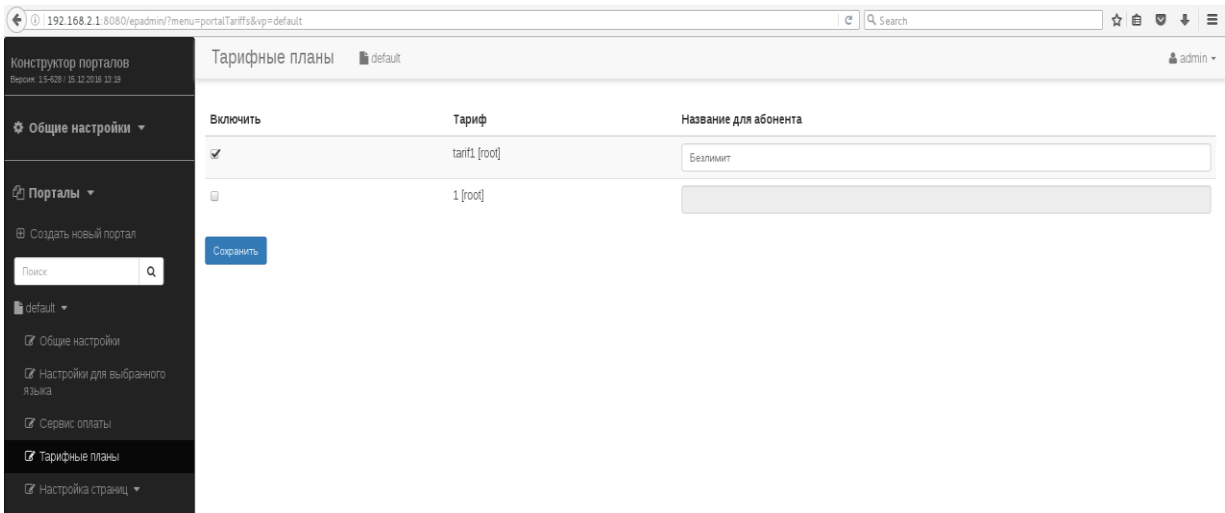 192.168.2.1:8080/epadmin/?menu=portalTariffs&vp=default
Search
Конструктор порталов
Версия: 1.5-628 / 15.12.2016 13:19
Тарифные планы
default
admin
Общие настройки
Порталы
Создать новый портал
Поиск
default
Общие настройки
Настройки для выбранного
языка
Сервис оплаты
Тарифные планы
Настройка страниц
Включить
Тариф
Название для абонента
tarif1 [root]
Безлимит
1 [root]
Сохранить